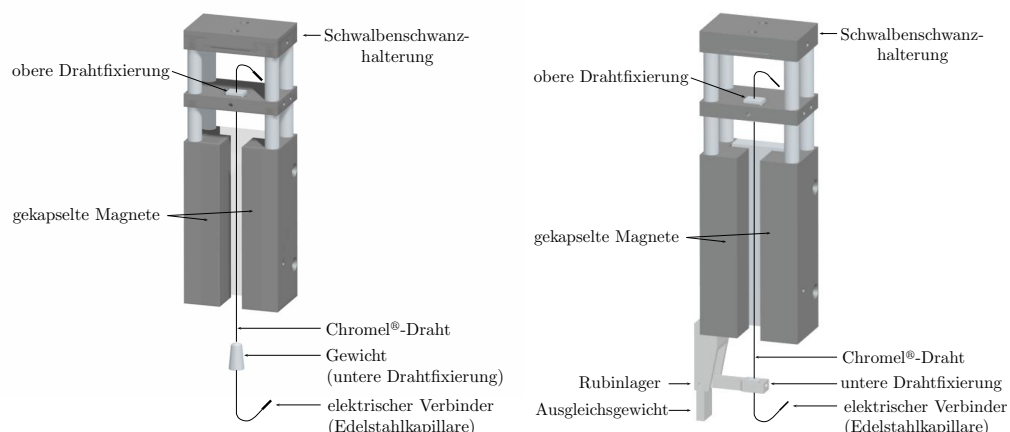 Schwalbenschwanz-
halterung
obere Drahtfixierung
gekapselte Magnete
Chromel®-Draht
Gewicht
(untere Drahtfixierung)
elektrischer Verbinder
(Edelstahlkapillare)
Schwalbenschwanz-
halterung
obere Drahtfixierung
gekapselte Magnete
Chromel®-Draht
Rubinlager
untere Drahtfixierung
Ausgleichsgewicht
elektrischer Verbinder
(Edelstahlkapillare)